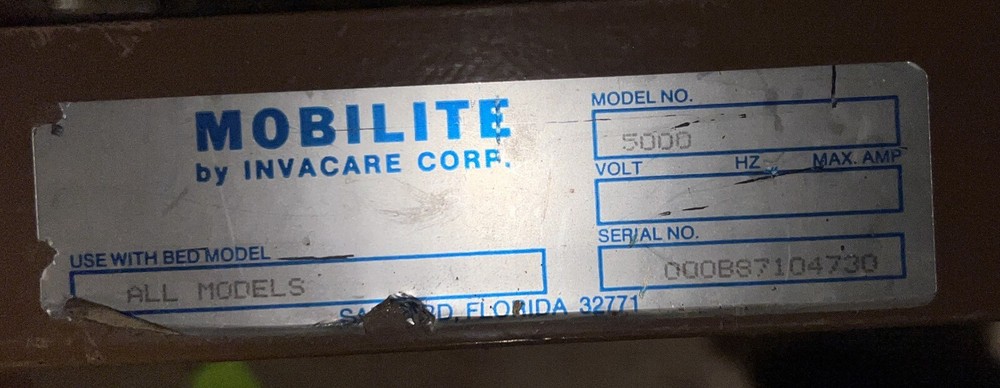 MOBILITE
by INVACARE CORP.
MODEL NO.
5000
VOLT HZ MAX. AMP
SERIAL NO.
000B87104730
USE WITH BED MODEL
ALL MODELS
FLORIDA 32771